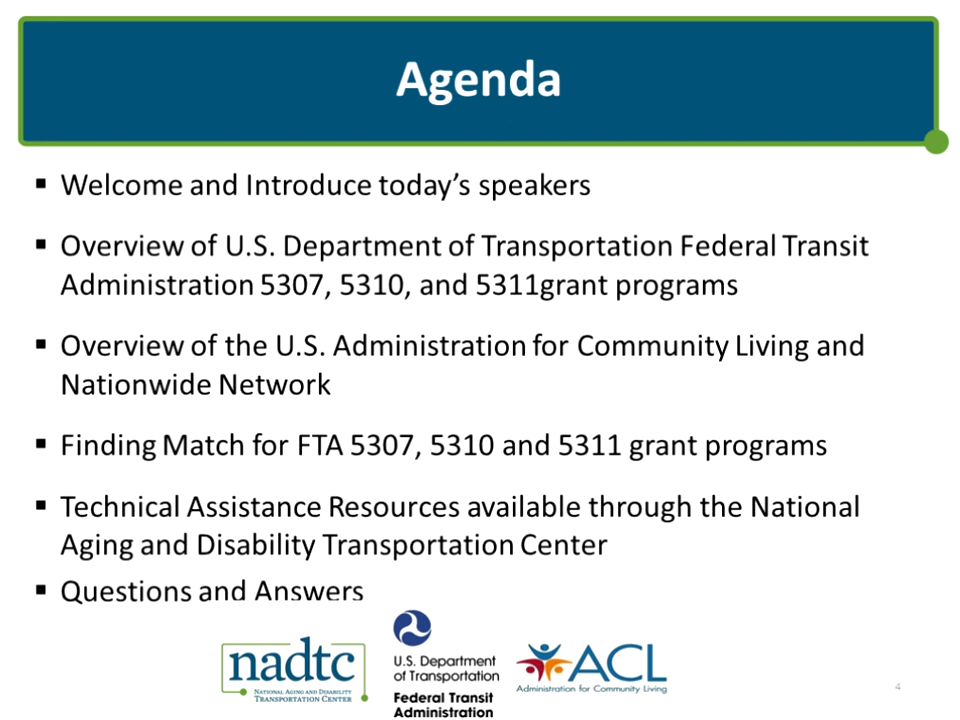 Agenda
▪ Welcome and Introduce today's speakers
▪ Overview of U.S. Department of Transportation Federal Transit
Administration 5307, 5310, and 5311grant programs
▪ Overview of the U.S. Administration for Community Living and
Nationwide Network
▪ Finding Match for FTA 5307, 5310 and 5311 grant programs
▪ Technical Assistance Resources available through the National
Aging and Disability Transportation Center
▪ Questions and Answers
nadtc
NATIONAL AGING AND DISABILITY
TRANSPORTATION CENTER
U.S. Department
of Transportation
Federal Transit
Administration
ACL
Administration for Community Living
4